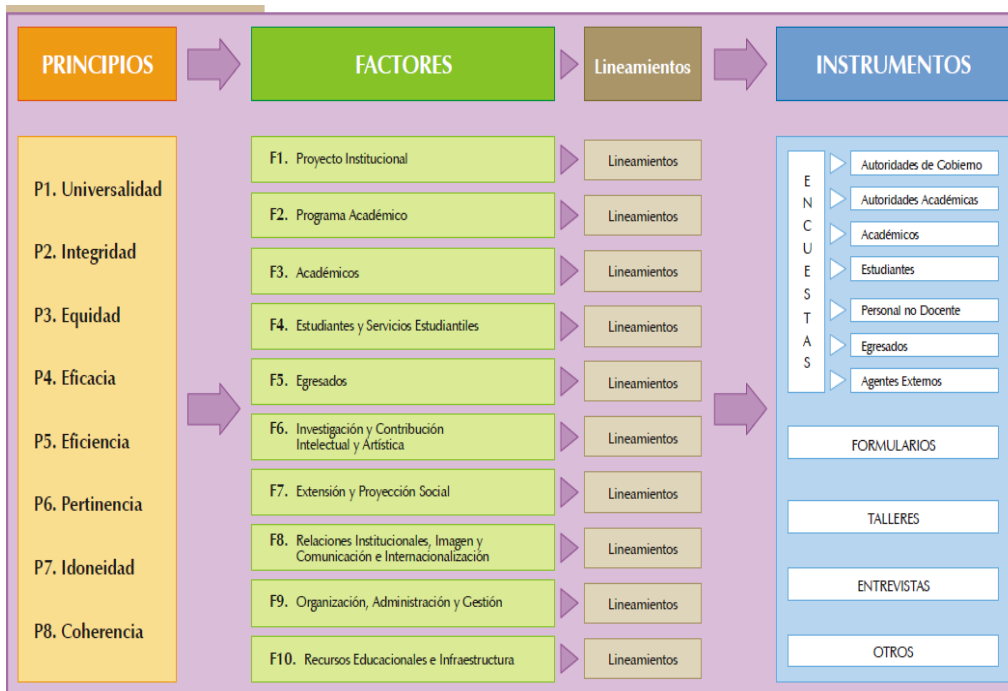 PRINCIPIOS
FACTORES
Lineamientos
INSTRUMENTOS
P1. Universalidad
P2. Integridad
P3. Equidad
P4. Eficacia
P5. Eficiencia
P6. Pertinencia
P7. Idoneidad
P8. Coherencia
F1. Proyecto Institucional
Lineamientos
F2. Programa Académico
Lineamientos
F3. Académicos
Lineamientos
F4. Estudiantes y Servicios Estudiantiles
Lineamientos
F5. Egresados
Lineamientos
F6. Investigación y Contribución
Intelectual y Artística
Lineamientos
F7. Extensión y Proyección Social
Lineamientos
F8. Relaciones Institucionales, Imagen y
Comunicación e Internacionalización
Lineamientos
F9. Organización, Administración y Gestión
Lineamientos
F10. Recursos Educacionales e Infraestructura
Lineamientos
ENCUESTAS
Autoridades de Gobierno
Autoridades Académicas
Académicos
Estudiantes
Personal no Docente
Egresados
Agentes Externos
FORMULARIOS
TALLERES
ENTREVISTAS
OTROS